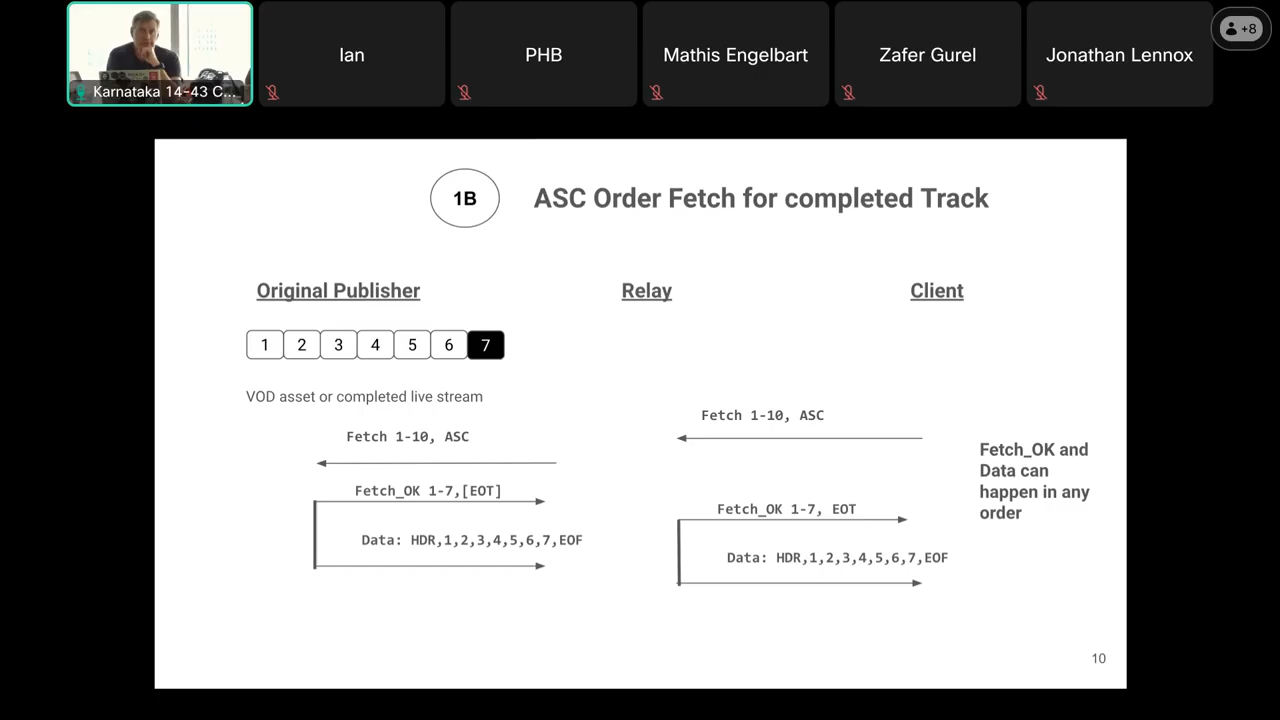 Karnataka 14-43 C...
Ian
PHB
Mathis Engelbart
Zafer Gurel
Jonathan Lennox
+8
1B
ASC Order Fetch for completed Track
Original Publisher
Relay
Client
1 2 3 4 5 6 7
VOD asset or completed live stream
Fetch 1-10, ASC
Fetch_OK 1-7,[EOT]
Data: HDR,1,2,3,4,5,6,7,EOF
Fetch 1-10, ASC
Fetch_OK 1-7, EOT
Data: HDR,1,2,3,4,5,6,7,EOF
Fetch_OK and
Data can
happen in any
order
10